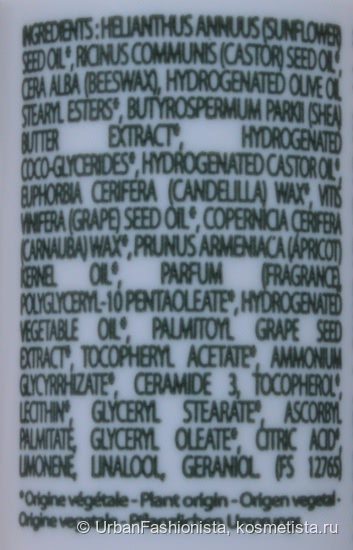 INGREDIENTS : HELIANTHUS ANNUUS (SUNFLOWER)
SEED OIL*, RICINUS COMMUNIS (CASTOR) SEED OIL*,
CERA ALBA (BEESWAX), HYDROGENATED OLIVE OIL
STEARYL ESTERS*, BUTYROSPERMUM PARKII (SHEA)
BUTTER EXTRACT*, HYDROGENATED
COCO-GLYCERIDES*, HYDROGENATED CASTOR OIL*,
EUPHORBIA CERIFERA (CANDELILLA) WAX*, VITIS
VINIFERA (GRAPE) SEED OIL*, COPERNICIA CERIFERA
(CARNAUBA) WAX*, PRUNUS ARMENIACA (APRICOT)
KERNEL OIL*, PARFUM (FRAGRANCE),
POLYGLYCERYL-10 PENTAOLEATE*, HYDROGENATED
VEGETABLE OIL*, PALMITOYL GRAPE SEED
EXTRACT*, TOCOPHERYL ACETATE*, AMMONIUM
GLYCYRRHIZATE*, CERAMIDE 3, TOCOPHEROL*,
LECITHIN*, GLYCERYL STEARATE*, ASCORBYL
PALMITATE, GLYCERYL OLEATE*, CITRIC ACID*,
LIMONENE, LINALOOL, GERANIOL (FS 1.2765)
*Origine végétale - Plant origin - Origen vegetal -
Origine
© UrbanFashionista, kosmetista.ru